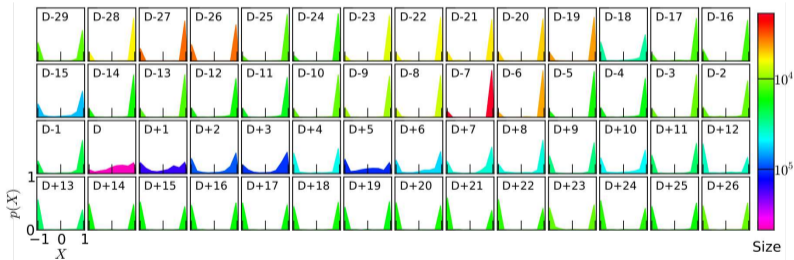 D-29 D-28 D-27 D-26 D-25 D-24 D-23 D-22 D-21 D-20 D-19 D-18 D-17 D-16
D-15 D-14 D-13 D-12 D-11 D-10 D-9 D-8 D-7 D-6 D-5 D-4 D-3 D-2
10⁴
D-1 D D+1 D+2 D+3 D+4 D+5 D+6 D+7 D+8 D+9 D+10 D+11 D+12
10⁵
1
D+13 D+14 D+15 D+16 D+17 D+18 D+19 D+20 D+21 D+22 D+23 D+24 D+25 D+26
p(X)
0
−1 0 1
X
Size